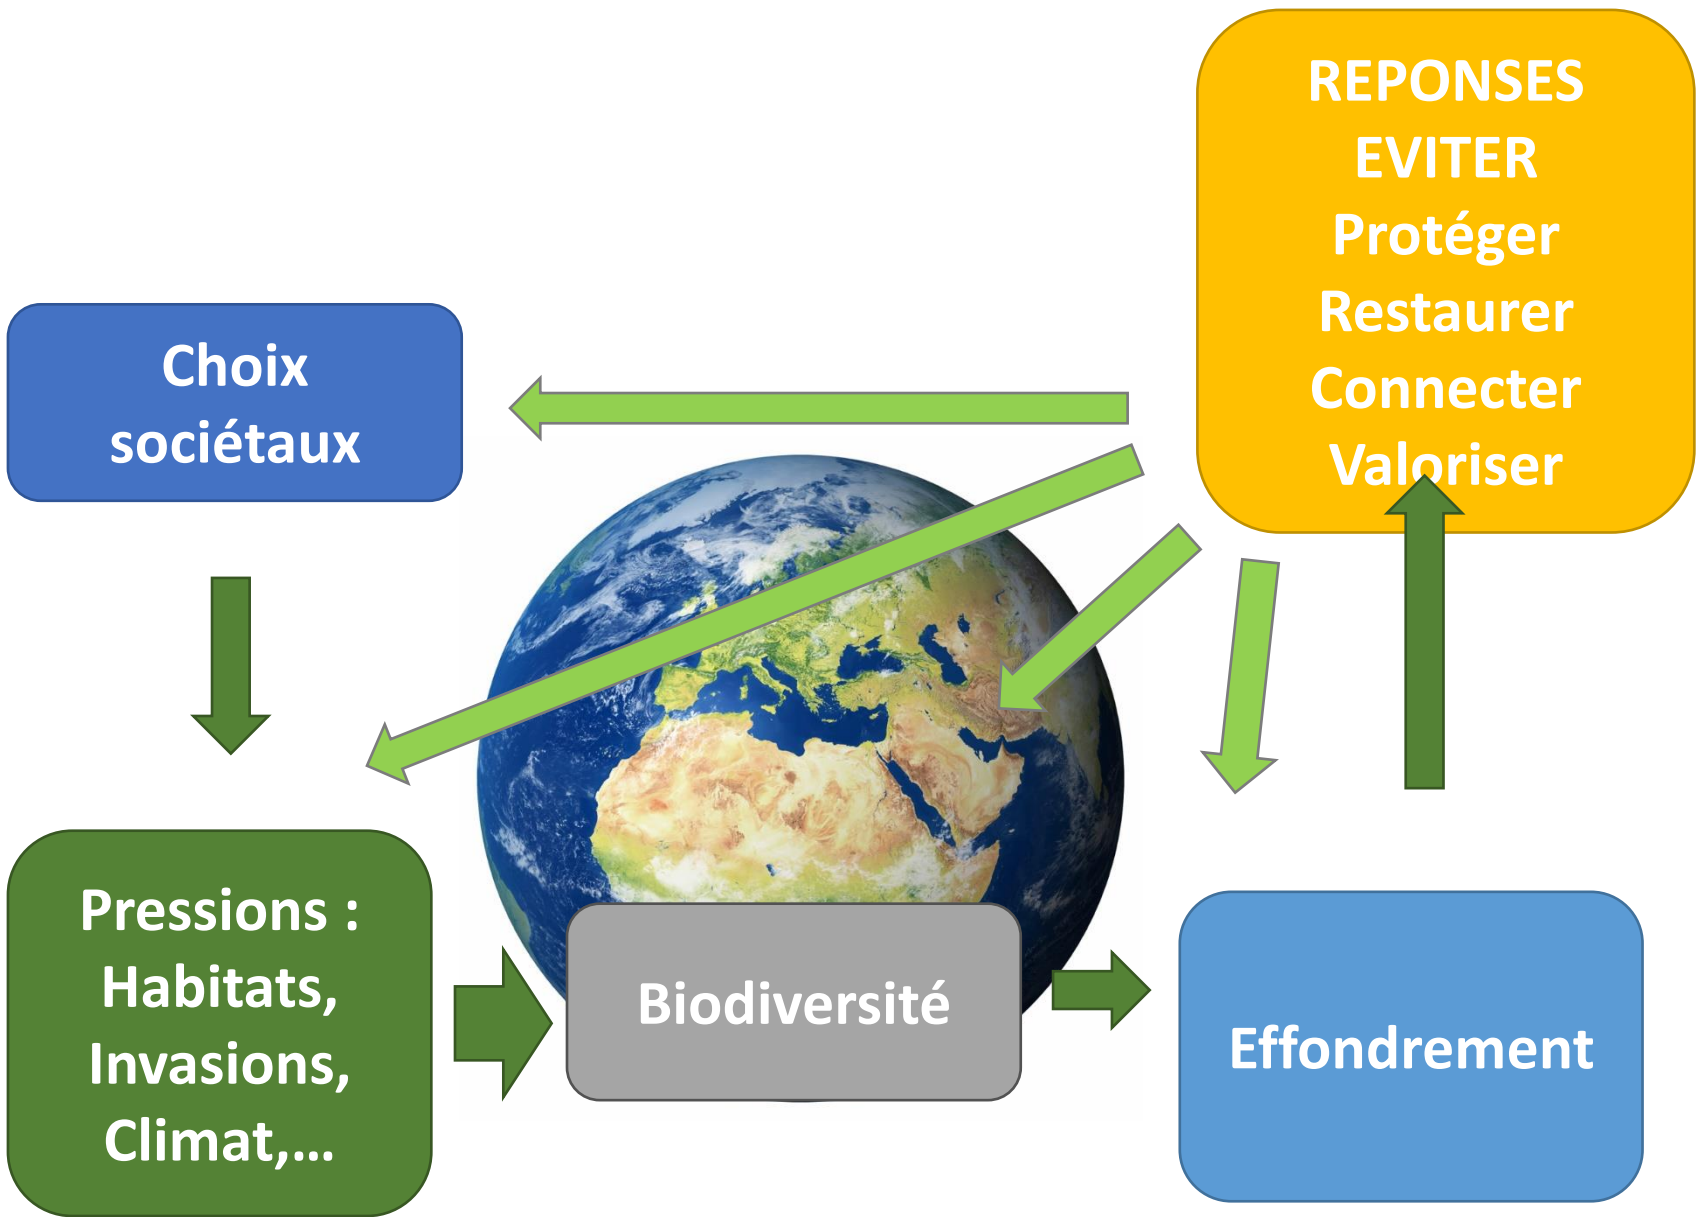 REPONSES
EVITER
Protéger
Restaurer
Connecter
Valoriser
Choix
sociétaux
Pressions :
Habitats,
Invasions,
Climat,...
Biodiversité
Effondrement